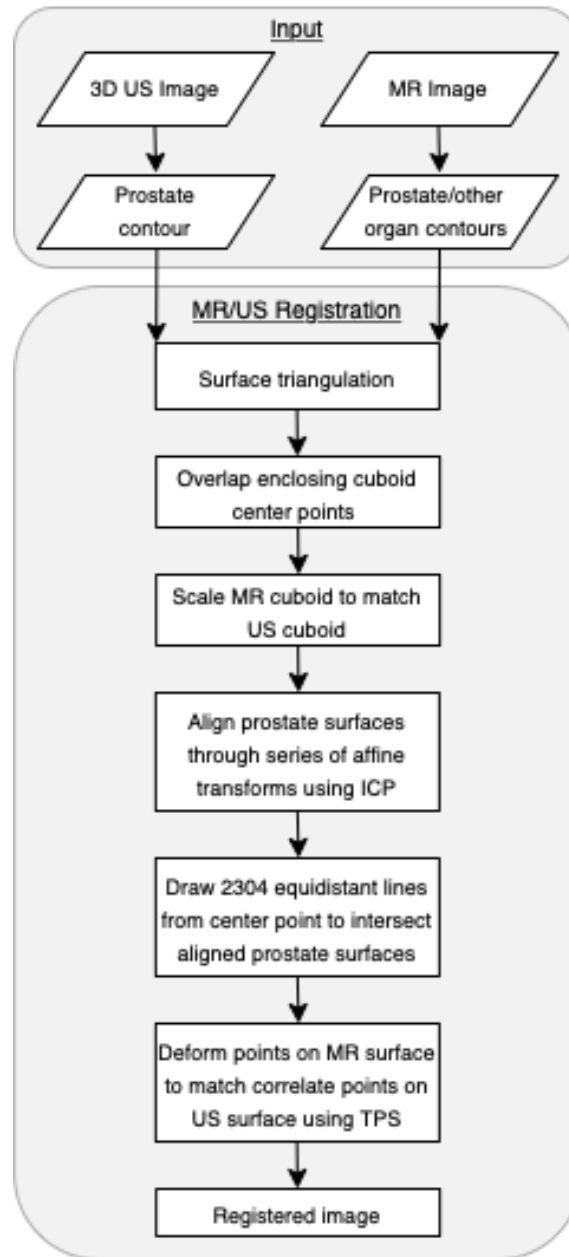 Input
3D US Image
MR Image
Prostate
contour
Prostate/other
organ contours
MR/US Registration
Surface triangulation
Overlap enclosing cuboid
center points
Scale MR cuboid to match
US cuboid
Align prostate surfaces
through series of affine
transforms using ICP
Draw 2304 equidistant lines
from center point to intersect
aligned prostate surfaces
Deform points on MR surface
to match correlate points on
US surface using TPS
Registered image